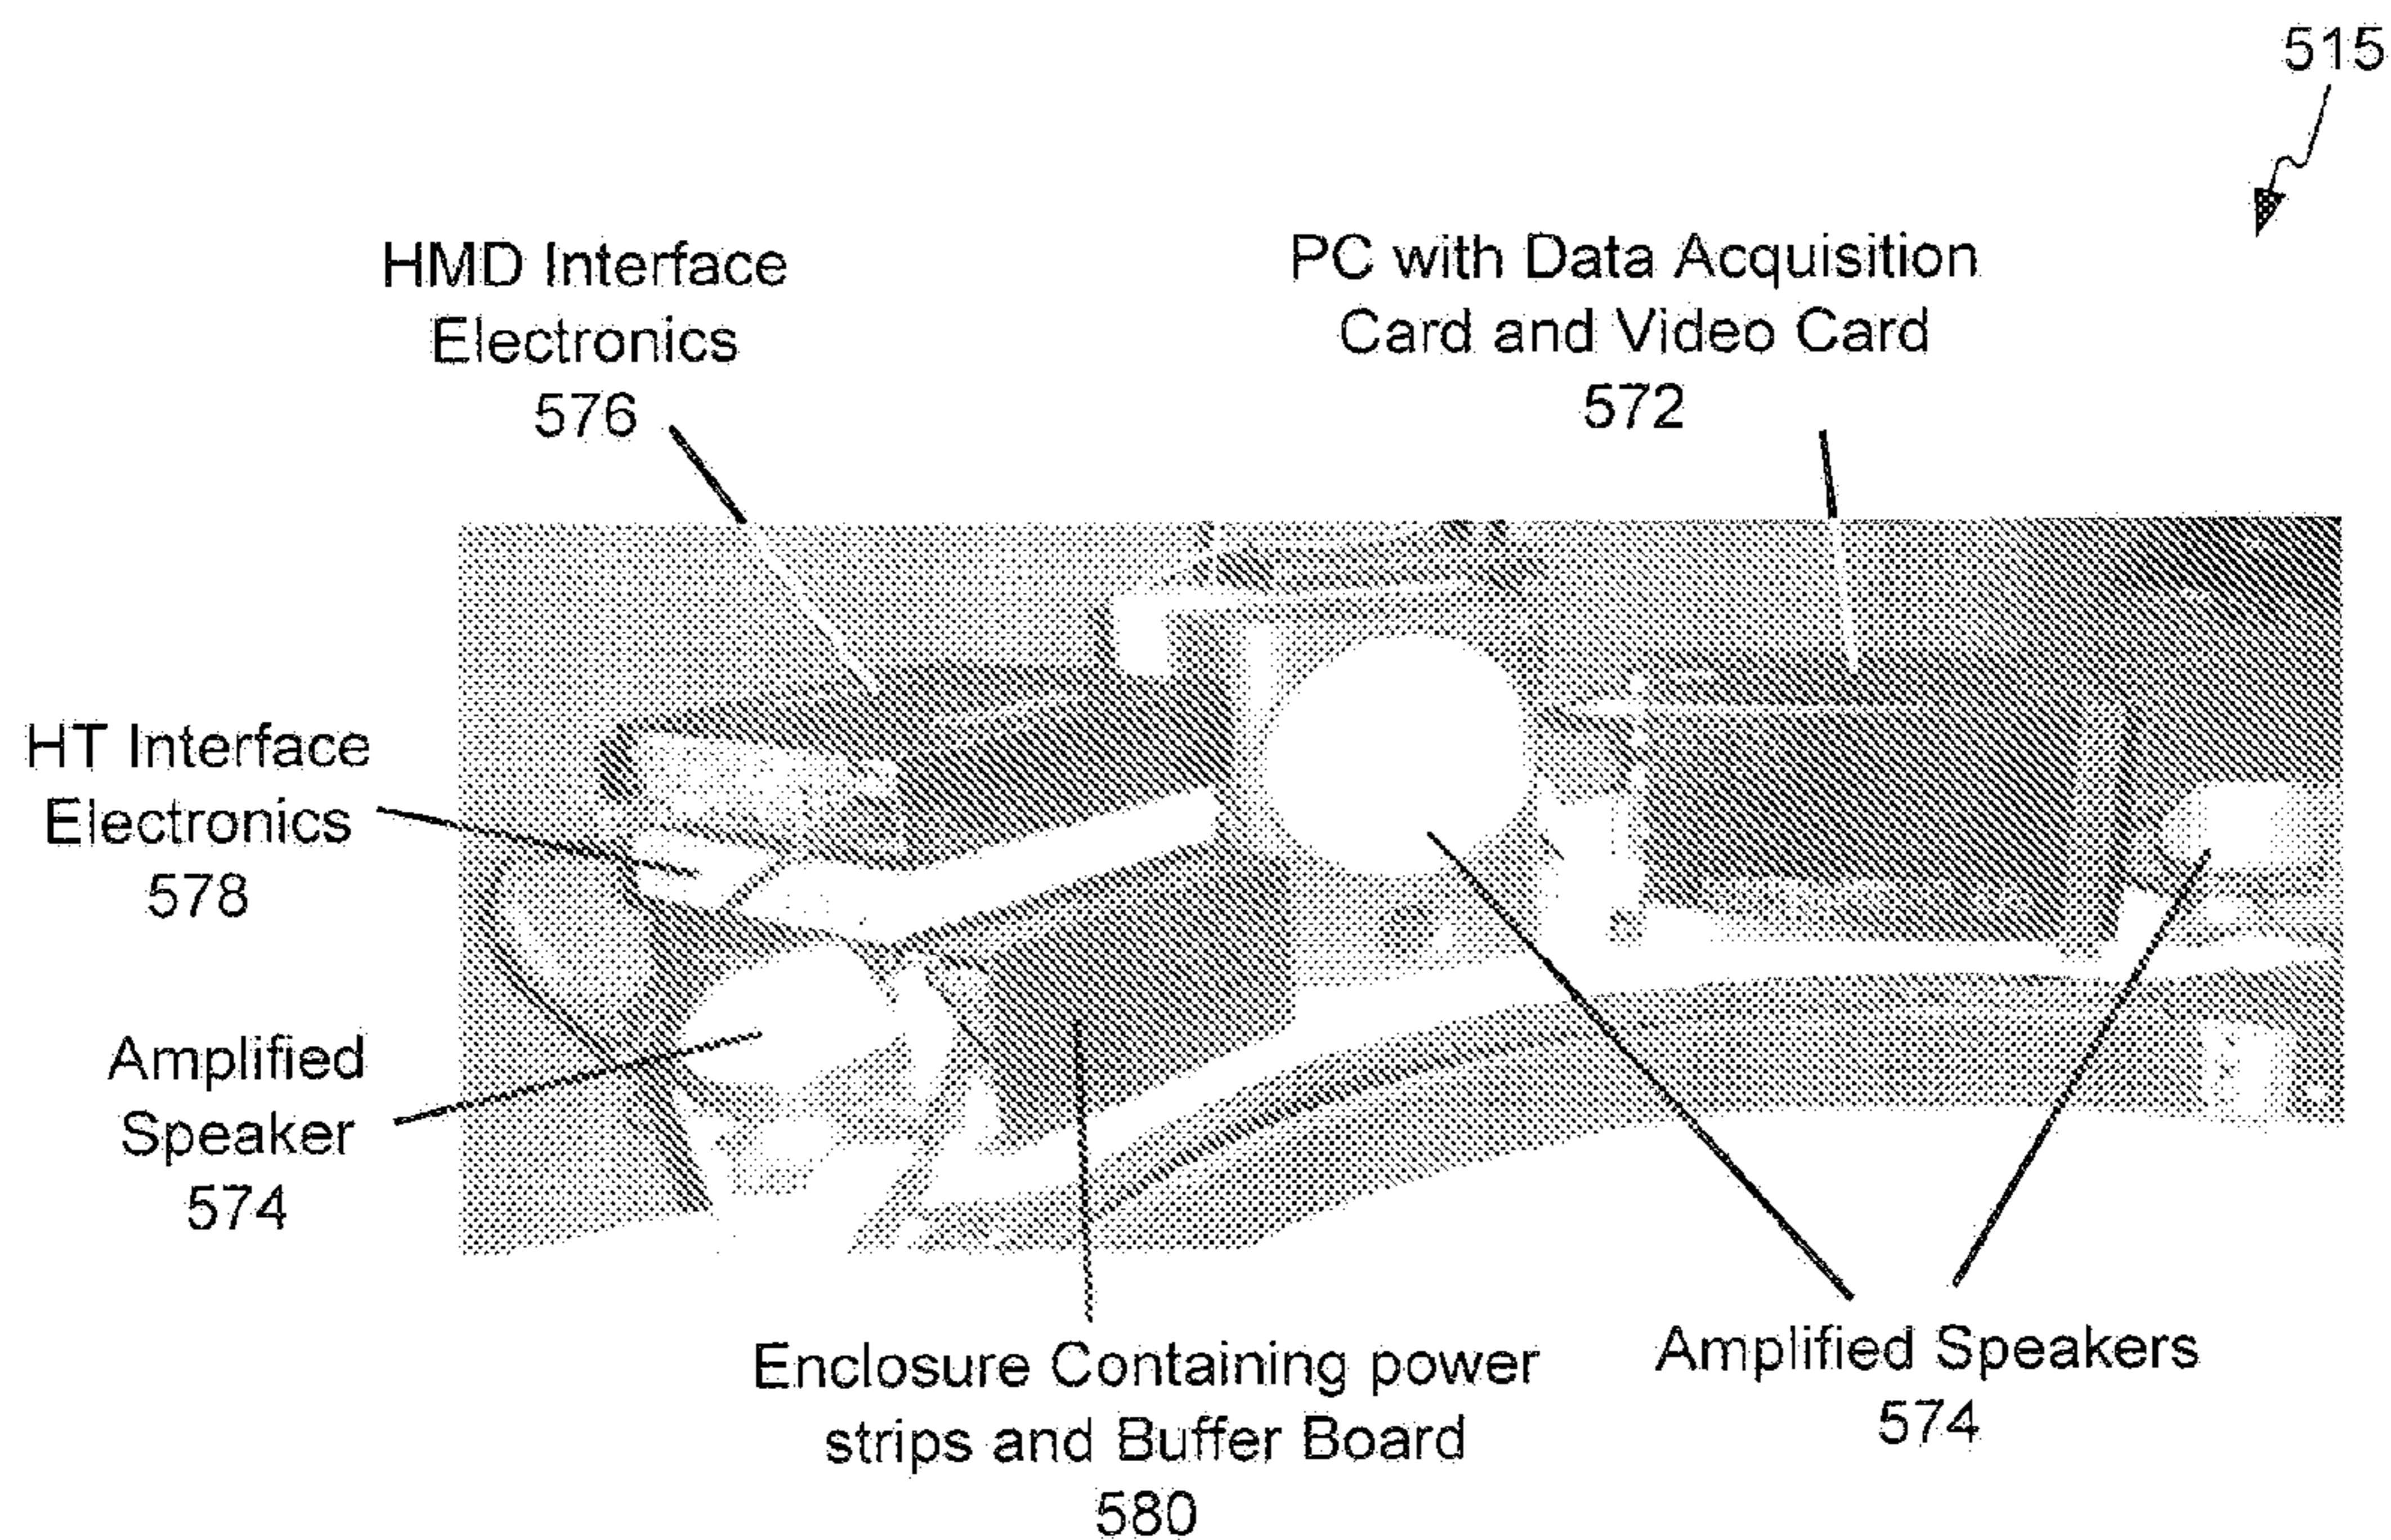 515
HMD Interface
Electronics
576
PC with Data Acquisition
Card and Video Card
572
HT Interface
Electronics
578
Amplified
Speaker
574
Enclosure Containing power
strips and Buffer Board
580
Amplified Speakers
574